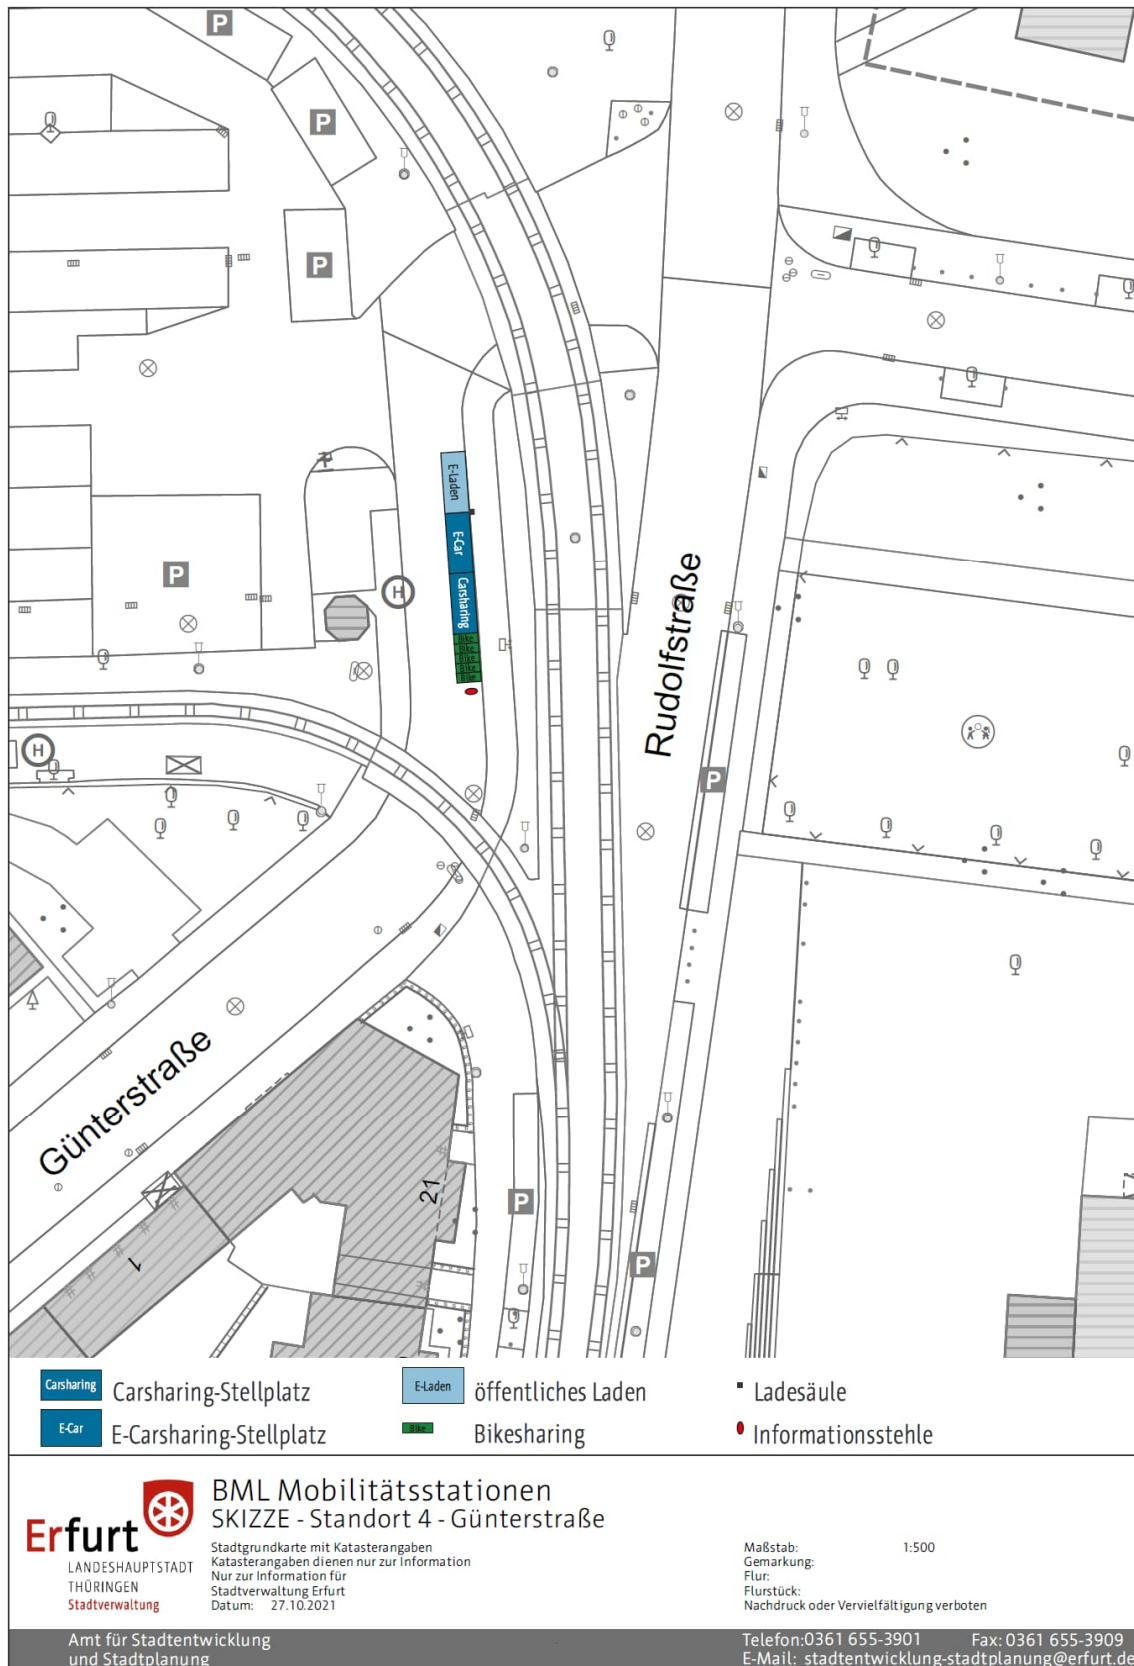 P
P
P
E-Laden
E-Car
Carsharing
Bike
Bike
Bike
Bike
Bike
P
H
H
Rudolfstraße
P
Günterstraße
21
1
P
P
Carsharing
Carsharing-Stellplatz
E-Laden
öffentliches Laden
Ladesäule
E-Car
E-Carsharing-Stellplatz
Bike
Bikesharing
Informationsstehle
Erfurt
LANDESHAUPTSTADT
THÜRINGEN
Stadtverwaltung
BML Mobilitätsstationen
SKIZZE - Standort 4 - Günterstraße
Stadtgrundkarte mit Katasterangaben
Katasterangaben dienen nur zur Information
Nur zur Information für
Stadtverwaltung Erfurt
Datum: 27.10.2021
Maßstab: 1:500
Gemarkung:
Flur:
Flurstück:
Nachdruck oder Vervielfältigung verboten
Amt für Stadtentwicklung
und Stadtplanung
Telefon:0361 655-3901 Fax: 0361 655-3909
E-Mail: stadtentwicklung-stadtplanung@erfurt.de